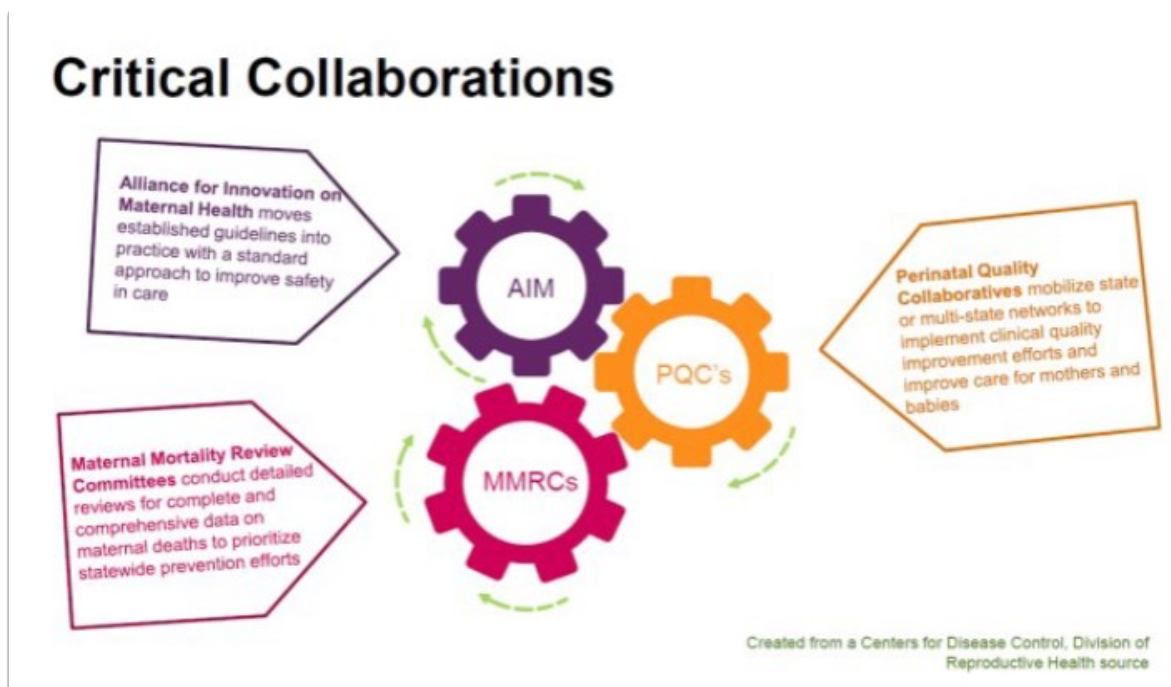 Critical Collaborations
Alliance for Innovation on
Maternal Health moves
established guidelines into
practice with a standard
approach to improve safety
in care
AIM
Perinatal Quality
Collaboratives mobilize state
or multi-state networks to
implement clinical quality
improvement efforts and
improve care for mothers and
babies
PQC's
Maternal Mortality Review
Committees conduct detailed
reviews for complete and
comprehensive data on
maternal deaths to prioritize
statewide prevention efforts
MMRCs
Created from a Centers for Disease Control, Division of
Reproductive Health source